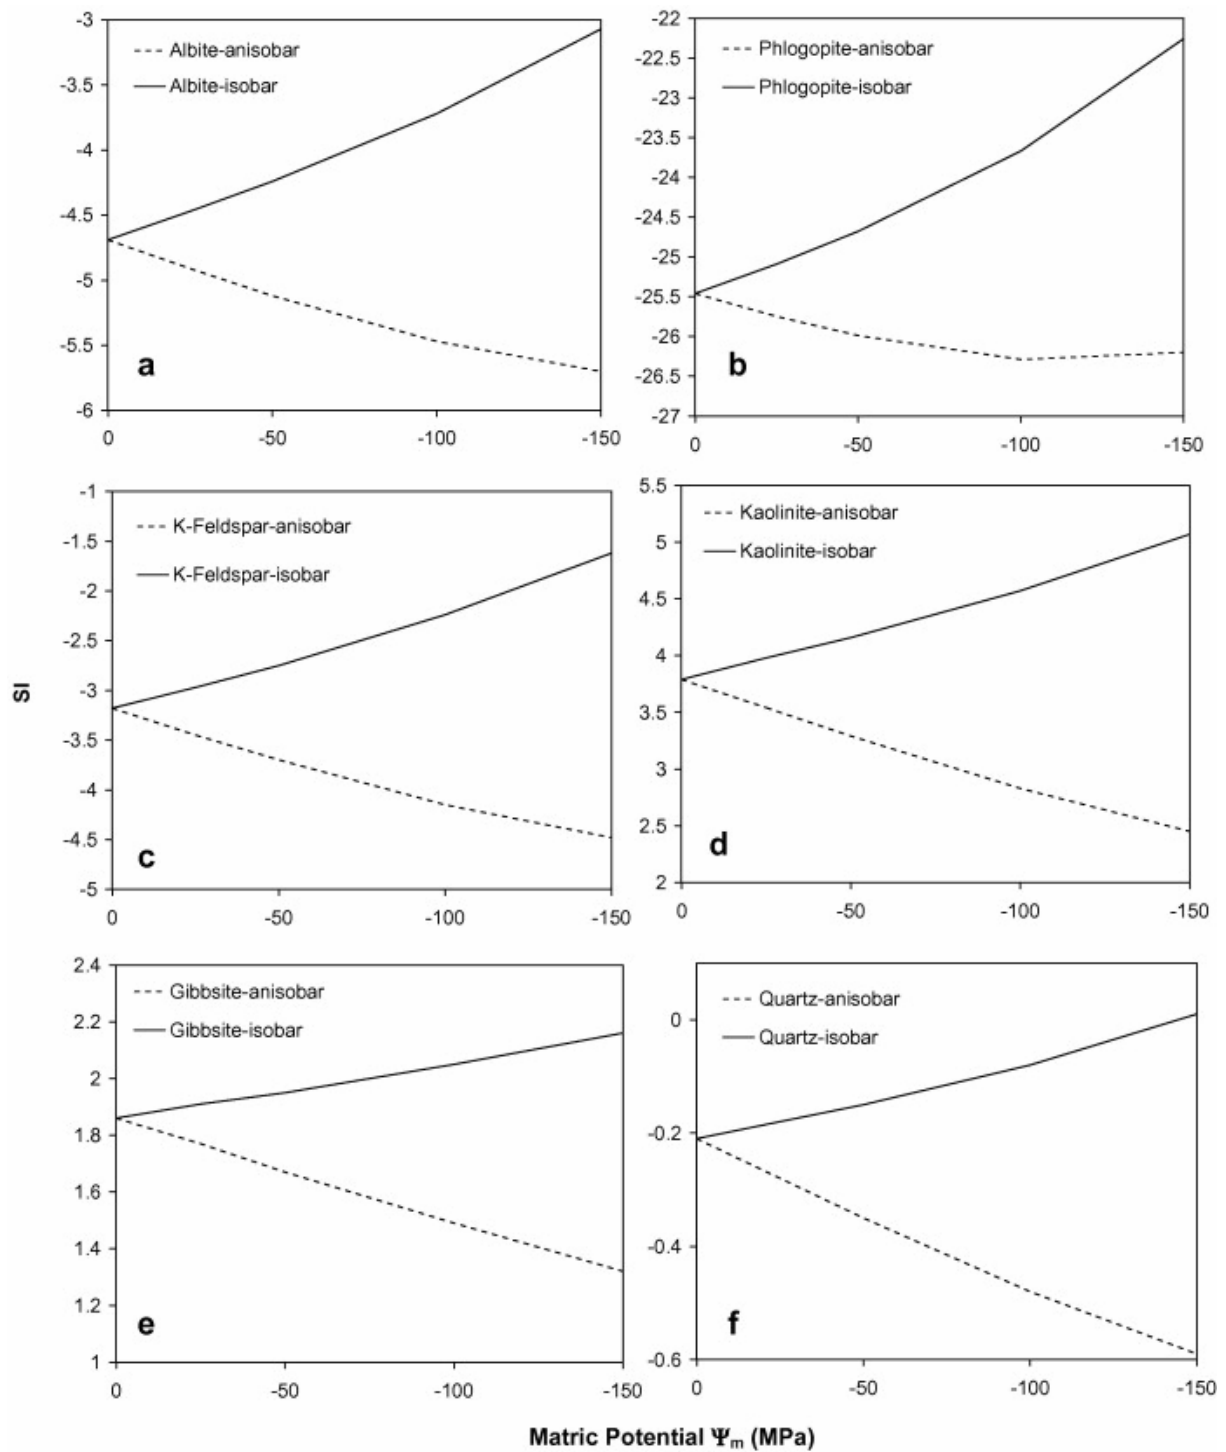 -3
-3.5
-4
-4.5
-5
-5.5
-6
Albite-anisobar
Albite-isobar
a
0 -50 -100 -150
-22
-22.5
-23
-23.5
-24
-24.5
-25
-25.5
-26
-26.5
-27
Phlogopite-anisobar
Phlogopite-isobar
b
0 -50 -100 -150
SI
-1
-1.5
-2
-2.5
-3
-3.5
-4
-4.5
-5
K-Feldspar-anisobar
K-Feldspar-isobar
c
0 -50 -100 -150
5.5
5
4.5
4
3.5
3
2.5
2
Kaolinite-anisobar
Kaolinite-isobar
d
0 -50 -100 -150
2.4
2.2
2
1.8
1.6
1.4
1.2
1
Gibbsite-anisobar
Gibbsite-isobar
e
0 -50 -100 -150
0
-0.2
-0.4
-0.6
Quartz-anisobar
Quartz-isobar
f
0 -50 -100 -150
Matric Potential Ψm (MPa)